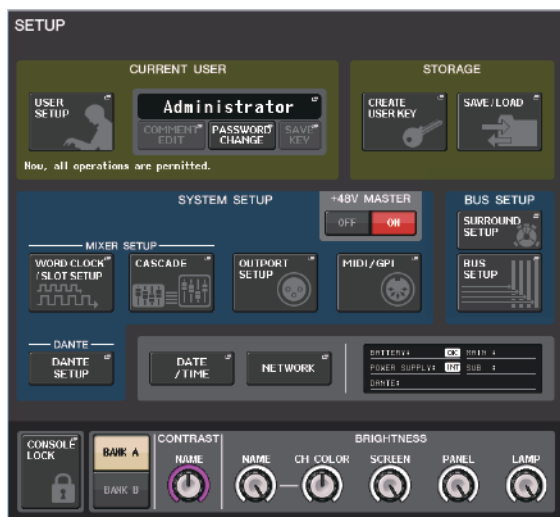 SETUP
CURRENT USER
STORAGE
USER
SETUP
Administrator
COMMENT
EDIT
PASSWORD
CHANGE
SAVE
KEY
CREATE
USER KEY
SAVE/LOAD
Now, all operations are permitted.
SYSTEM SETUP
+48V MASTER
OFF
ON
BUS SETUP
SURROUND
SETUP
MIXER SETUP
WORD CLOCK
/SLOT SETUP
CASCADE
OUTPORT
SETUP
MIDI/GPI
BUS
SETUP
DANTE
DANTE
SETUP
DATE
/TIME
NETWORK
BATTERY: OK MAIN :
POWER SUPPLY: INT SUB :
DANTE:
CONSOLE
LOCK
BANK A
BANK B
CONTRAST
NAME
BRIGHTNESS
NAME
CH COLOR
SCREEN
PANEL
LAMP